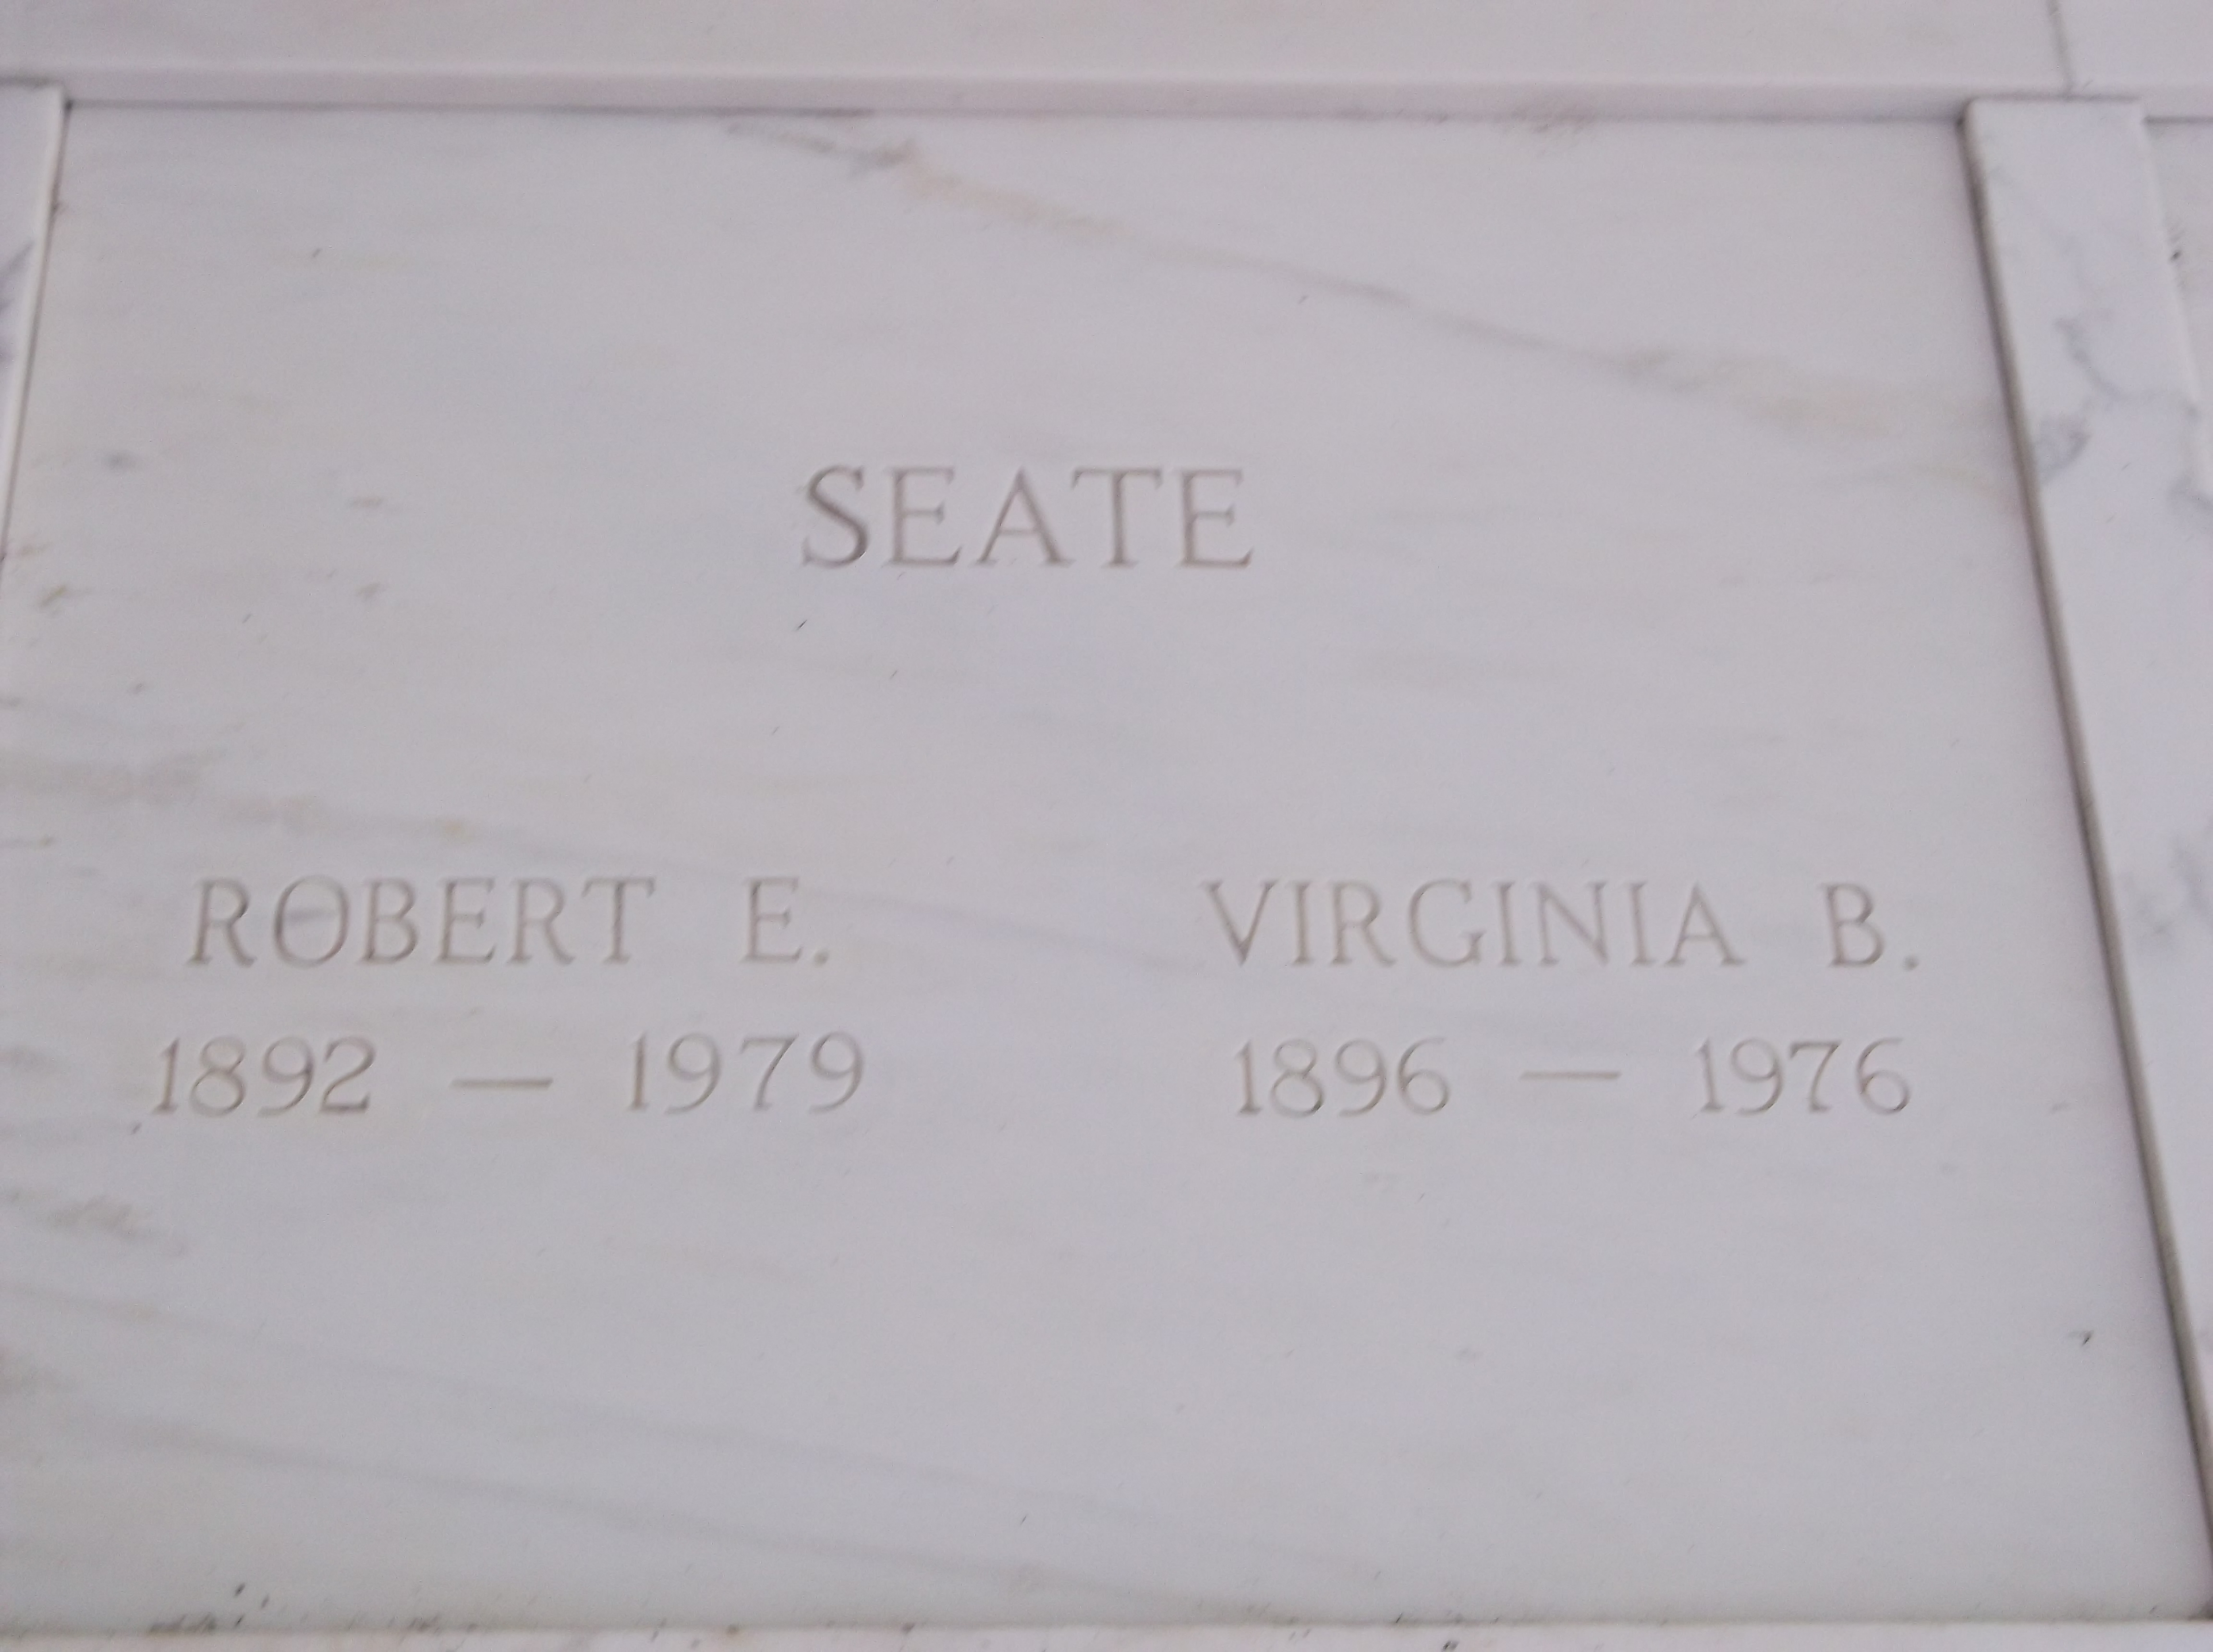 SEATE
ROBERT E. VIRGINIA B.
1892 — 1979 1896 — 1976